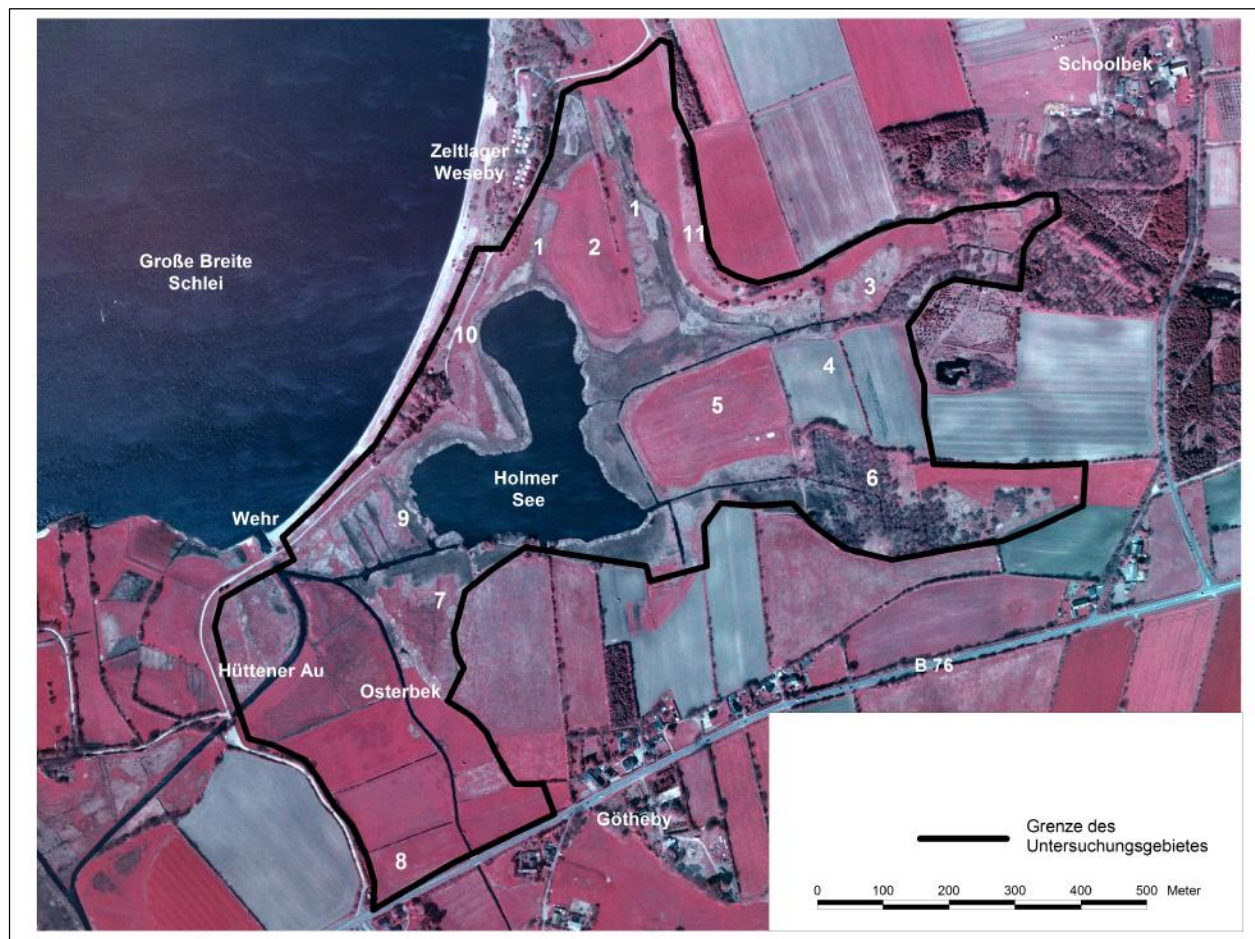 Schoolbek
Zeltlager
Weseby
1
1
2
11
Große Breite
Schlei
3
10
4
5
Holmer
See
6
Wehr
9
7
Hüttener Au
Osterbek
B 76
Götheby
8
Grenze des
Untersuchungsgebietes
0 100 200 300 400 500 Meter